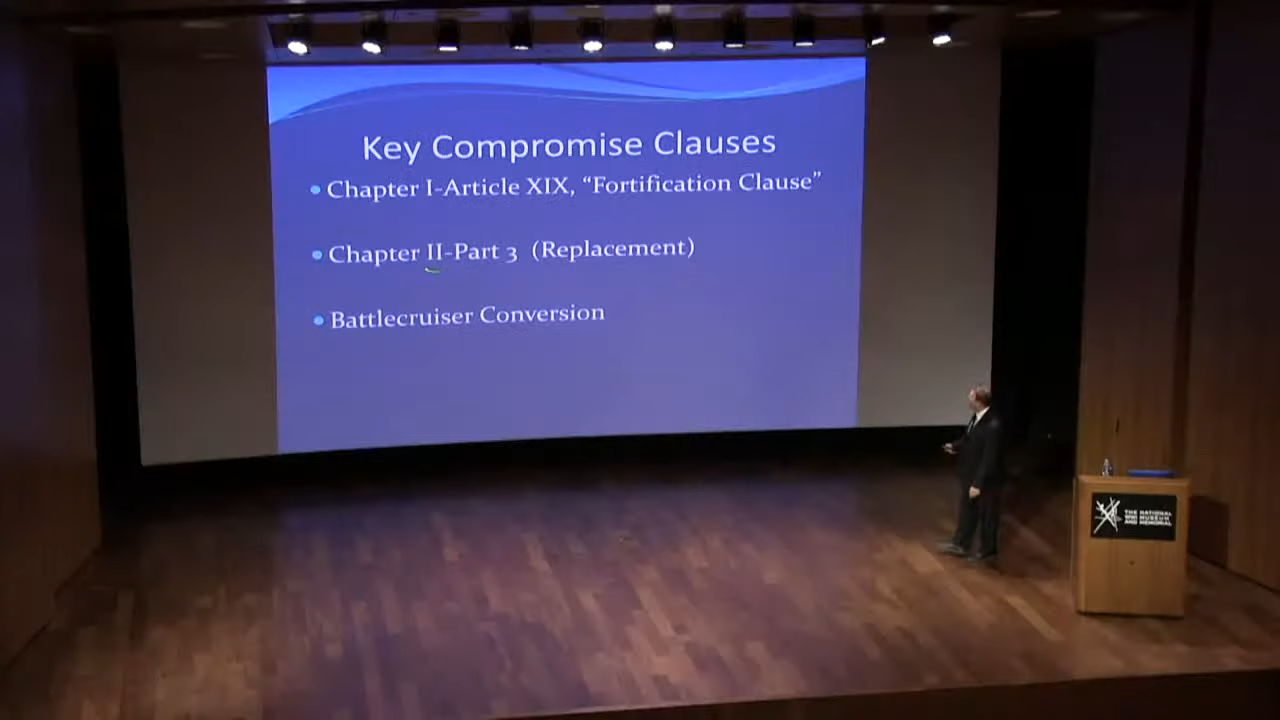 Key Compromise Clauses
• Chapter I-Article XIX, “Fortification Clause”
• Chapter II-Part 3 (Replacement)
• Battlecruiser Conversion
THE NATIONAL
WWI MUSEUM
AND MEMORIAL